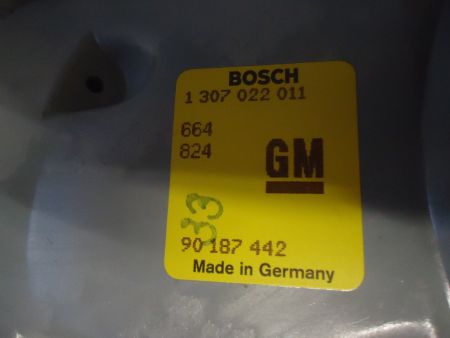 BOSCH
1 307 022 011
664
824
GM
33
90 187 442
Made in Germany